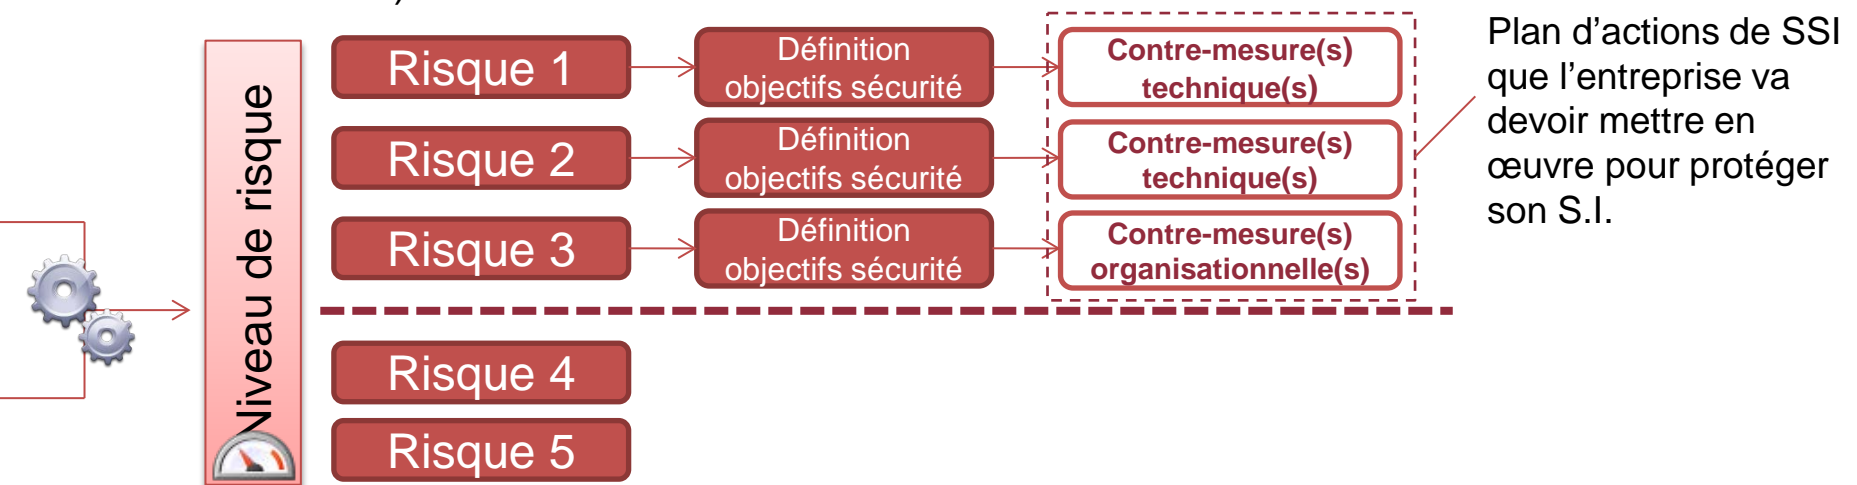 )
Niveau de risque
Risque 1
Définition
objectifs sécurité
Contre-mesure(s)
technique(s)
Risque 2
Définition
objectifs sécurité
Contre-mesure(s)
technique(s)
Risque 3
Définition
objectifs sécurité
Contre-mesure(s)
organisationnelle(s)
Risque 4
Risque 5
Plan d’actions de SSI
que l’entreprise va
devoir mettre en
œuvre pour protéger
son S.I.